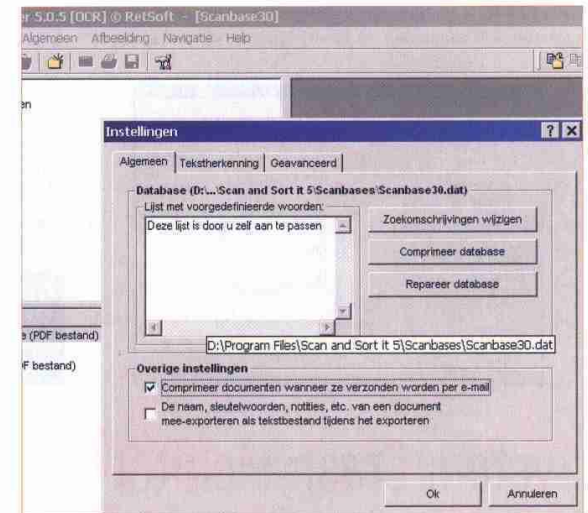 er 5.0.5 [OCR] © RetSoft - [Scanbase30]
Algemeen Afbeelding Navigatie Help
en
Instellingen
Algemeen Tekstherkenning Geavanceerd
Database (D:\...\Scan and Sort it 5\Scanbases\Scanbase30.dat)
Lijst met voorgedefinieerde woorden:
Deze lijst is door u zelf aan te passen
Zoekomschrijvingen wijzigen
Comprimeer database
Repareer database
e (PDF bestand)
D:\Program Files\Scan and Sort it 5\Scanbases\Scanbase30.dat
F bestand)
Overige instellingen
Comprimeer documenten wanneer ze verzonden worden per e-mail
De naam, sleutelwoorden, notities, etc. van een document
mee-exporteren als tekstbestand tijdens het exporteren
Ok Annuleren